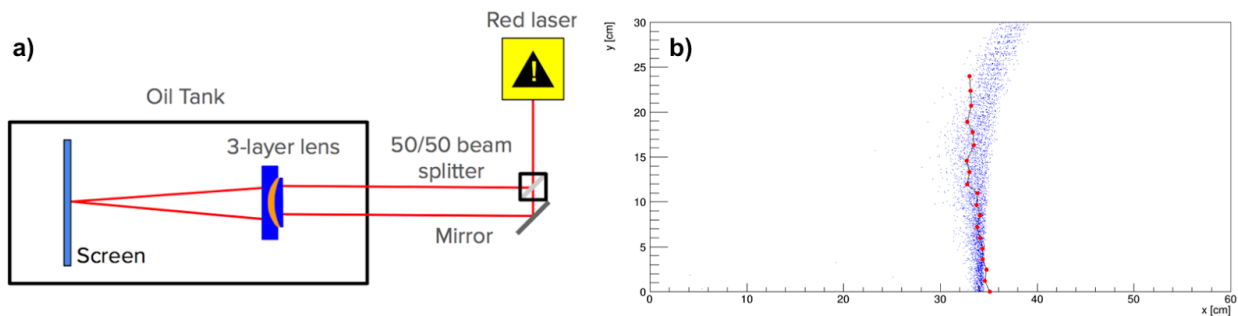 a)
Red laser
!
Oil Tank
3-layer lens
50/50 beam
splitter
Mirror
Screen
b)
y [cm]
30
25
20
15
10
5
0
0 10 20 30 40 50 60
x [cm]